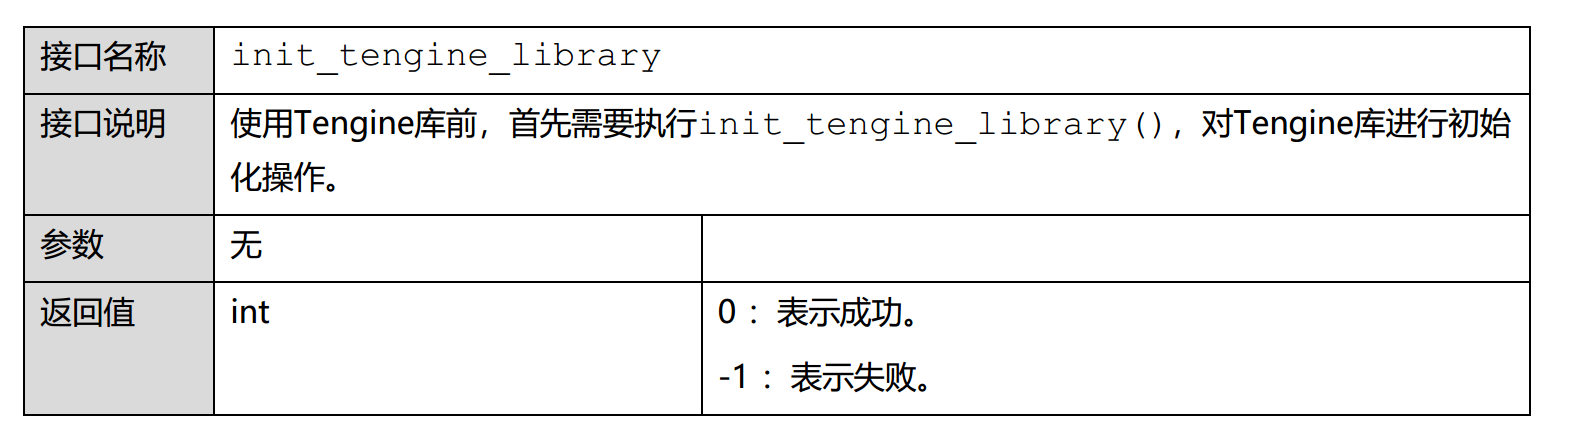 接口名称 init_tengine_library
接口说明 使用Tengine库前，首先需要执行init_tengine_library()，对Tengine库进行初始
化操作。
参数 无
返回值 int 0 ：表示成功。
-1 ：表示失败。